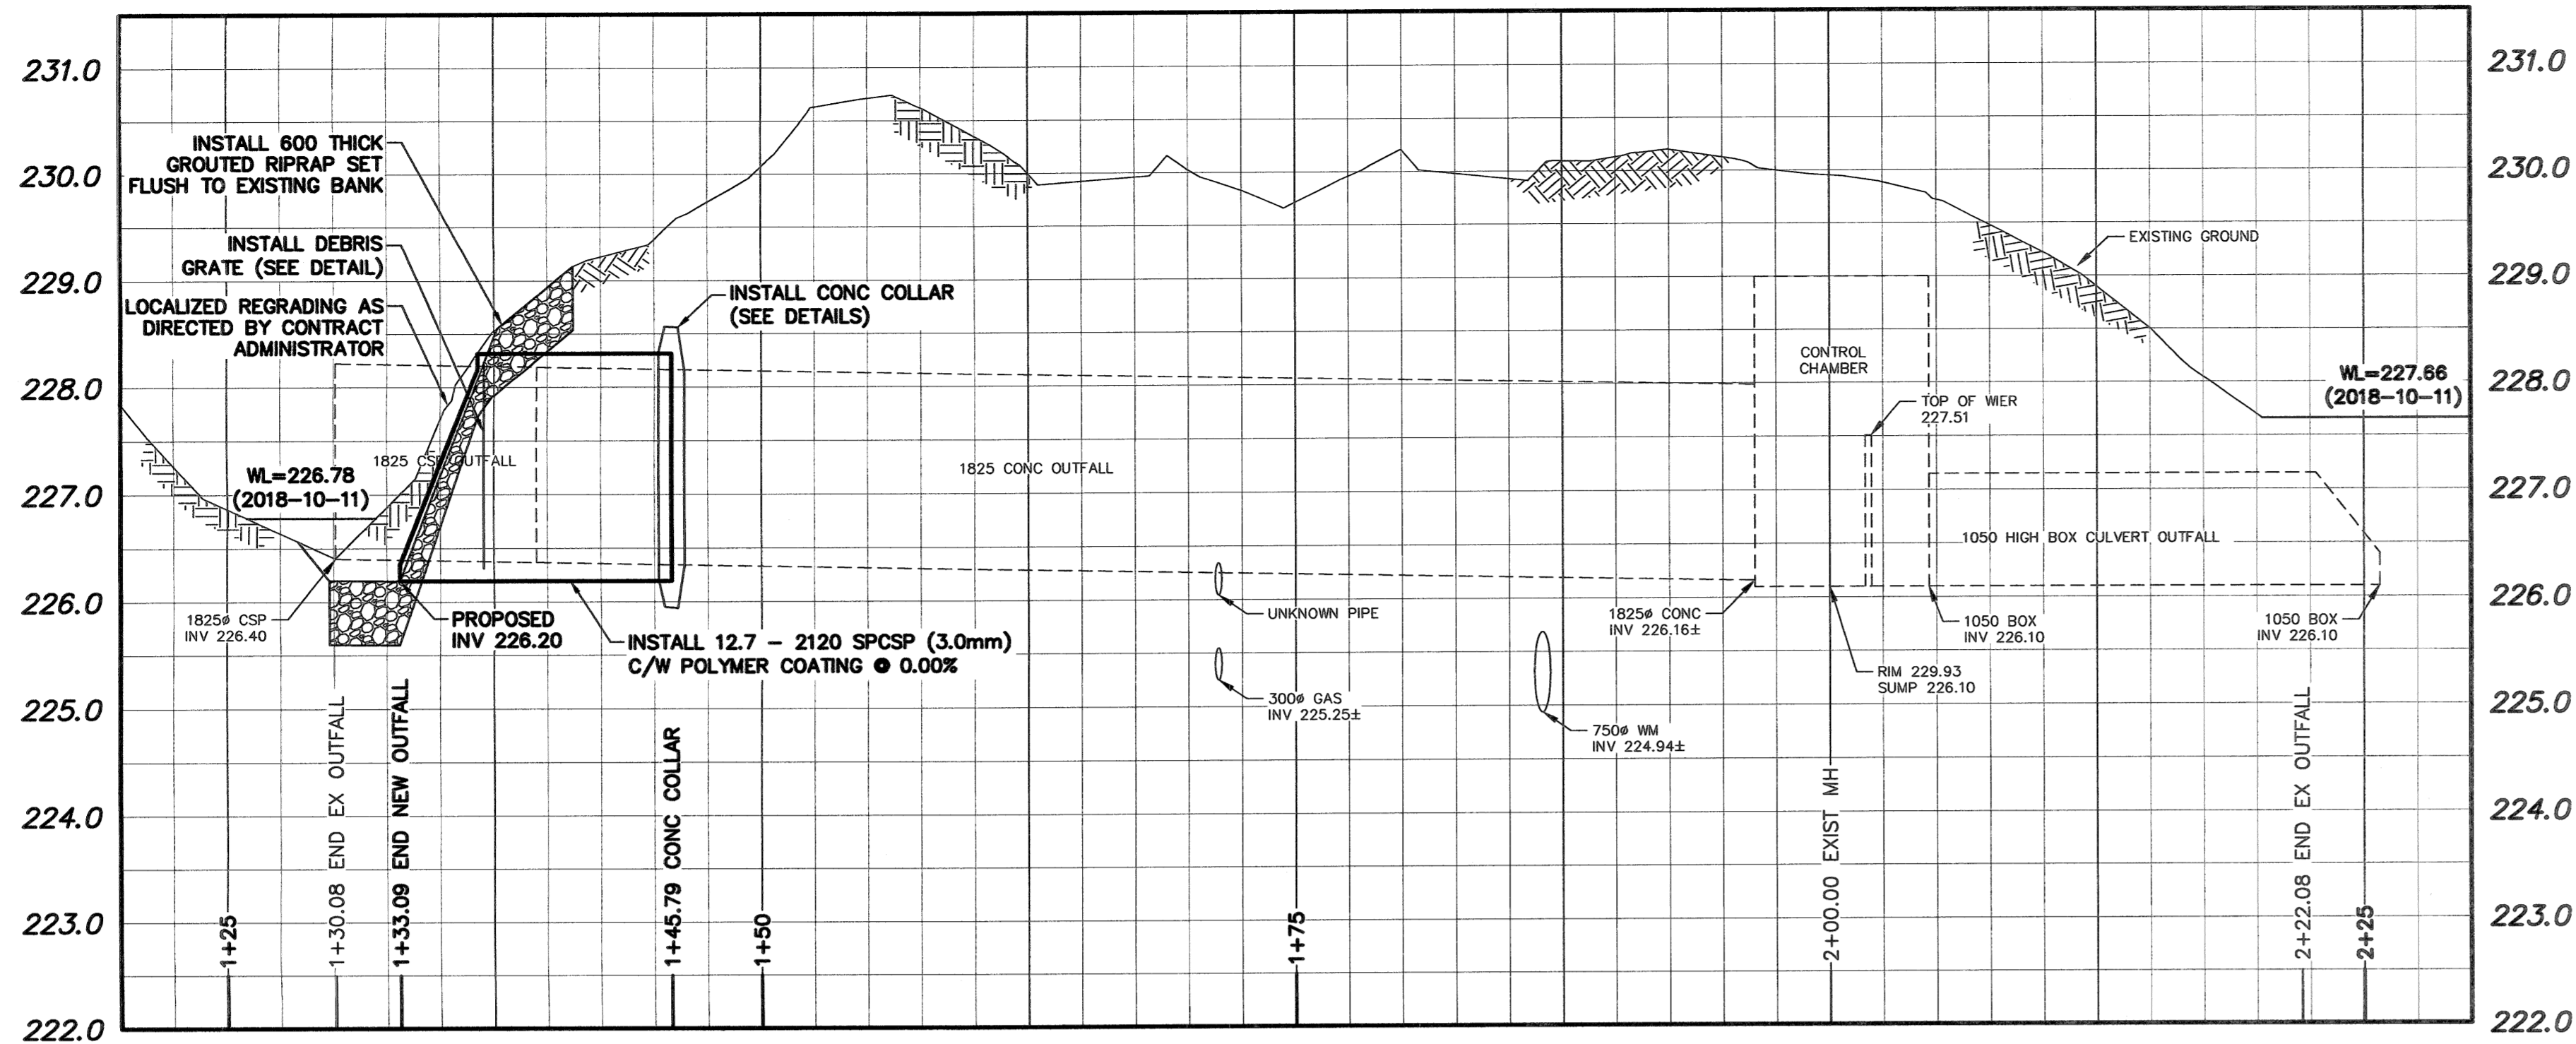 231.0
230.0
229.0
228.0
227.0
226.0
225.0
224.0
223.0
222.0
INSTALL 600 THICK
GROUTED RIPRAP SET
FLUSH TO EXISTING BANK
INSTALL DEBRIS
GRATE (SEE DETAIL)
LOCALIZED REGRADING AS
DIRECTED BY CONTRACT
ADMINISTRATOR
WL=226.78
(2018-10-11)
1825 CSP OUTFALL
1825ø CSP
INV 226.40
PROPOSED
INV 226.20
INSTALL 12.7 - 2120 SPCSP (3.0mm)
C/W POLYMER COATING @ 0.00%
INSTALL CONC COLLAR
(SEE DETAILS)
1825 CONC OUTFALL
UNKNOWN PIPE
300ø GAS
INV 225.25±
750ø WM
INV 224.94±
1825ø CONC
INV 226.16±
CONTROL
CHAMBER
TOP OF WIER
227.51
EXISTING GROUND
WL=227.66
(2018-10-11)
1050 HIGH BOX CULVERT OUTFALL
1050 BOX
INV 226.10
1050 BOX
INV 226.10
RIM 229.93
SUMP 226.10
1+25
1+30.08 END EX OUTFALL
1+33.09 END NEW OUTFALL
1+45.79 CONC COLLAR
1+50
1+75
2+00.00 EXIST MH
2+22.08 END EX OUTFALL
2+25
231.0
230.0
229.0
228.0
227.0
226.0
225.0
224.0
223.0
222.0